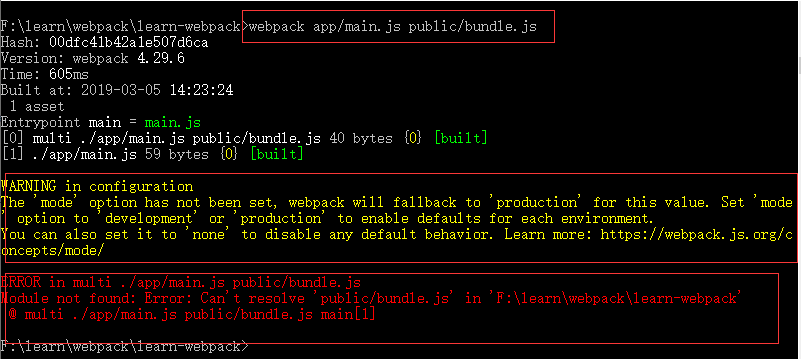 F:\learn\webpack\learn-webpack>webpack app/main.js public/bundle.js
Hash: 00dfc41b42a1e507d6ca
Version: webpack 4.29.6
Time: 605ms
Built at: 2019-03-05 14:23:24
 1 asset
Entrypoint main = main.js
[0] multi ./app/main.js public/bundle.js 40 bytes {0} [built]
[1] ./app/main.js 59 bytes {0} [built]
WARNING in configuration
The 'mode' option has not been set, webpack will fallback to 'production' for this value. Set 'mode
' option to 'development' or 'production' to enable defaults for each environment.
You can also set it to 'none' to disable any default behavior. Learn more: https://webpack.js.org/c
oncepts/mode/
ERROR in multi ./app/main.js public/bundle.js
Module not found: Error: Can't resolve 'public/bundle.js' in 'F:\learn\webpack\learn-webpack'
 @ multi ./app/main.js public/bundle.js main[1]
F:\learn\webpack\learn-webpack>